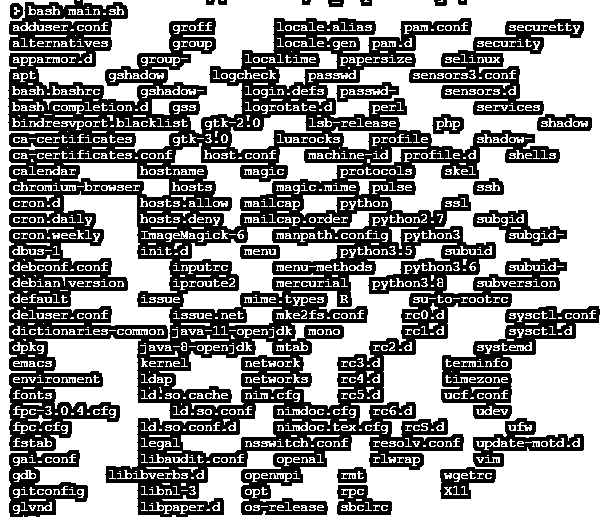 bash main.sh
adduser.conf groff locale.alias pam.conf securetty
alternatives group locale.gen pam.d security
apparmor.d group- localtime papersize selinux
apt gshadow logcheck passwd sensors3.conf
bash.bashrc gshadow- login.defs passwd- sensors.d
bash_completion.d gss logrotate.d perl services
bindresvport.blacklist gtk-2.0 lsb-release php shadow
ca-certificates gtk-3.0 luarocks profile shadow-
ca-certificates.conf host.conf machine-id profile.d shells
calendar hostname magic protocols skel
chromium-browser hosts magic.mime pulse ssh
cron.d hosts.allow mailcap python ssl
cron.daily hosts.deny mailcap.order python2.7 subgid
cron.weekly ImageMagick-6 manpath.config python3 subgid-
dbus-1 init.d menu python3.5 subuid
debconf.conf inputrc menu-methods python3.6 subuid-
debian_version iproute2 mercurial python3.8 subversion
default issue mime.types R su-to-rootrc
deluser.conf issue.net mke2fs.conf rc0.d sysctl.conf
dictionaries-common java-11-openjdk mono rc1.d sysctl.d
dpkg java-8-openjdk mtab rc2.d systemd
emacs kernel network rc3.d terminfo
environment ldap networks rc4.d timezone
fonts ld.so.cache nim.cfg rc5.d ucf.conf
fpc-3.0.4.cfg ld.so.conf nimdoc.cfg rc6.d udev
fpc.cfg ld.so.conf.d nimdoc.tex.cfg rcS.d ufw
fstab legal nsswitch.conf resolv.conf update-motd.d
gai.conf libaudit.conf openal rlwrap vim
gdb libibverbs.d openmpi rmt wgetrc
gitconfig libnl-3 opt rpc X11
glvnd libpaper.d os-release sbclrc